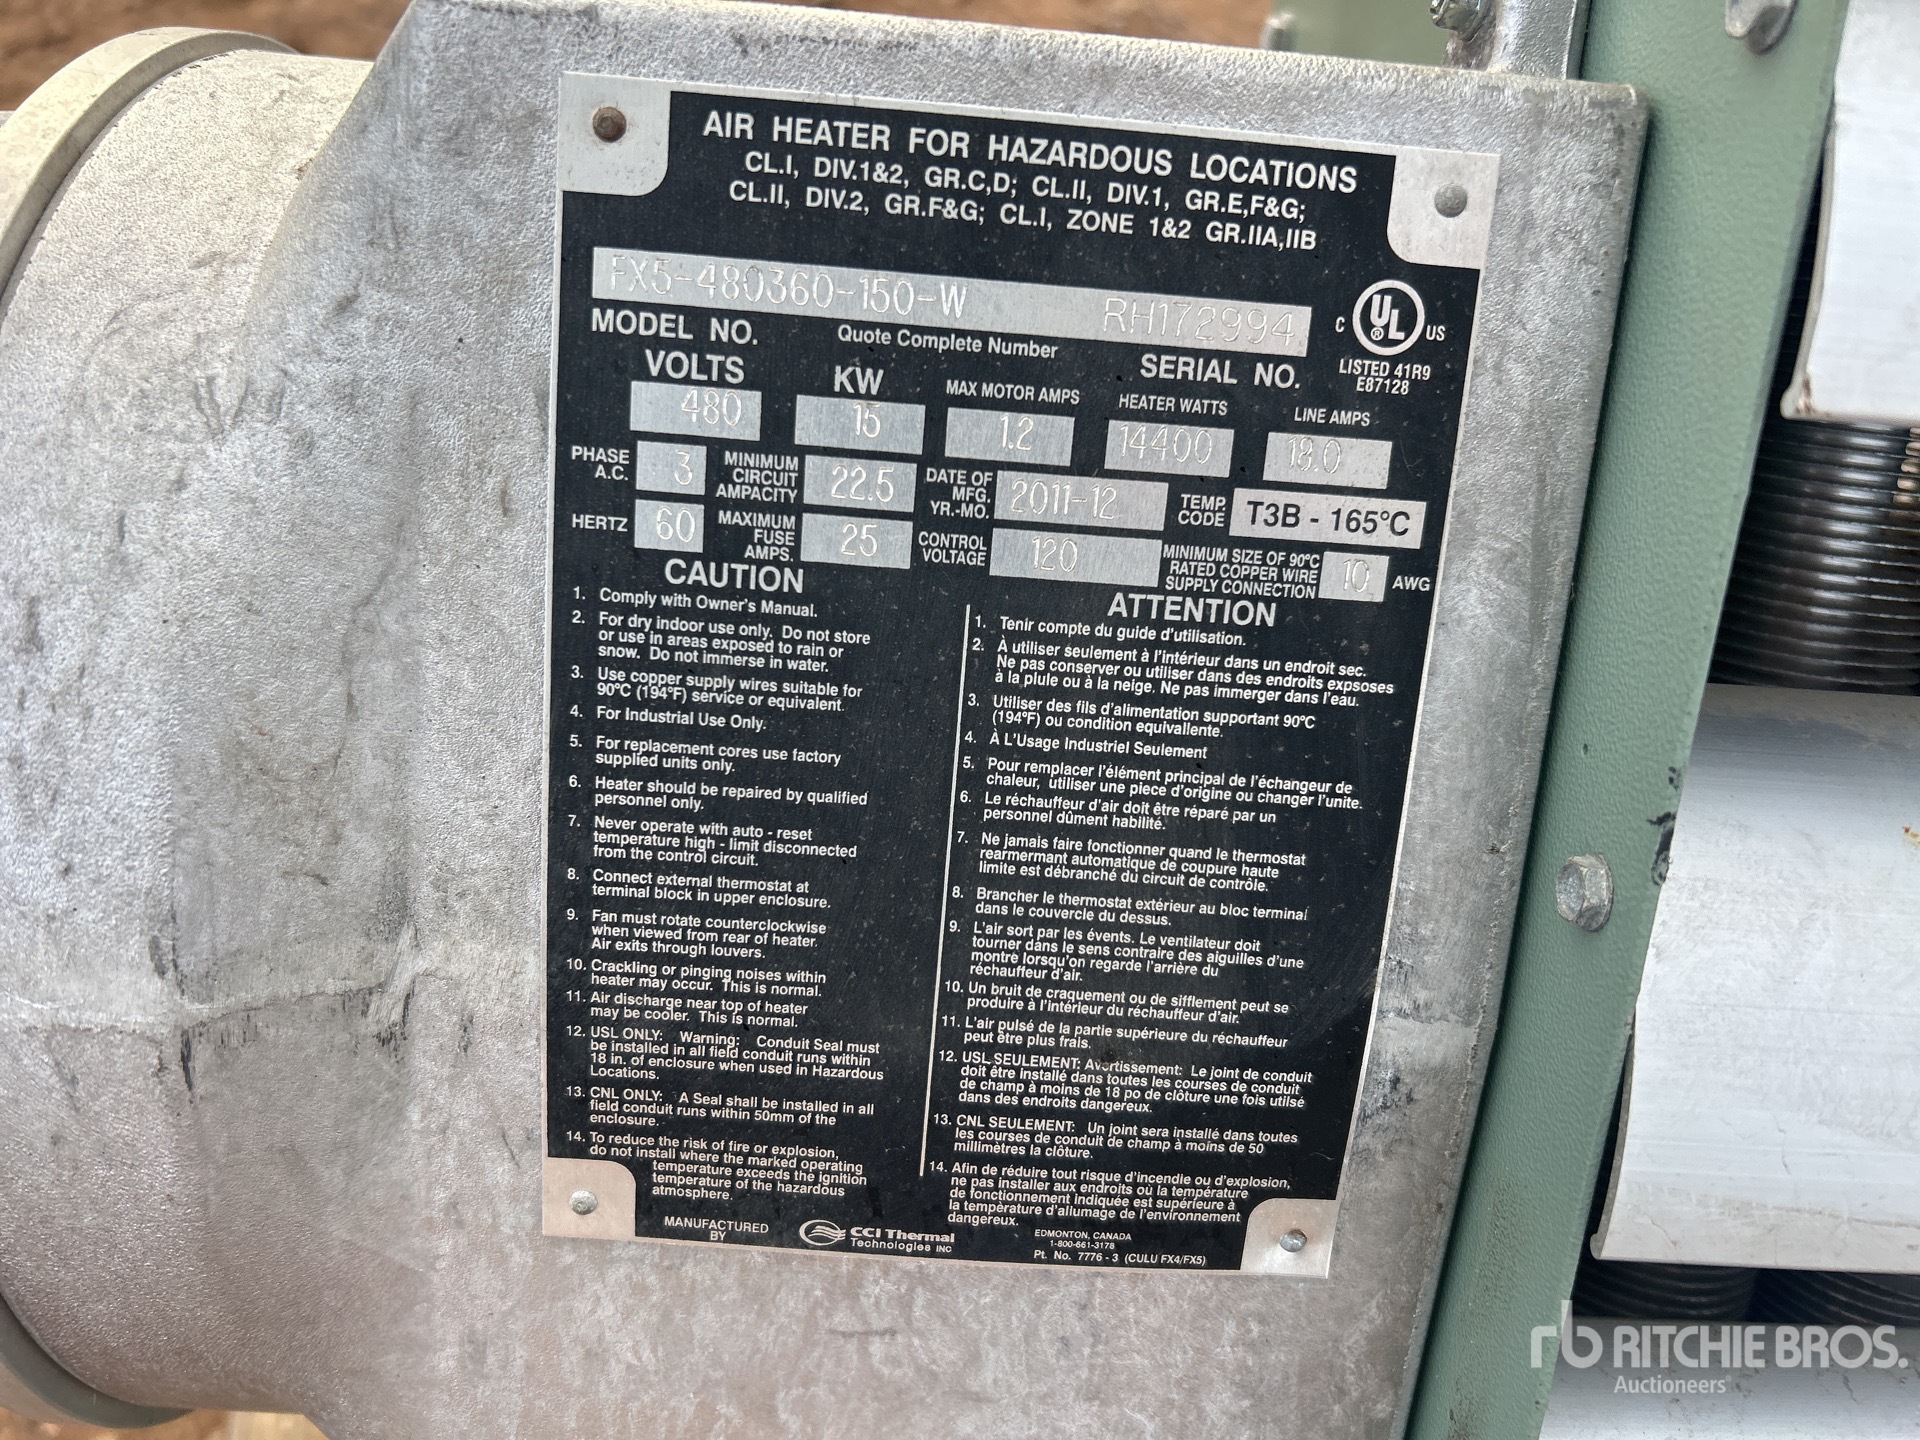 AIR HEATER FOR HAZARDOUS LOCATIONS
CL.I, DIV.1&2, GR.C,D; CL.II, DIV.1, GR.E,F&G;
CL.II, DIV.2, GR.F&G; CL.I, ZONE 1&2 GR.IIA,IIB
FX5-480360-150-W RH172994
MODEL NO. Quote Complete Number SERIAL NO.
C UL ® US
LISTED 41R9
E87128
VOLTS KW MAX MOTOR AMPS HEATER WATTS LINE AMPS
480 15 1.2 14400 18.0
PHASE
A.C.
3
MINIMUM
CIRCUIT
AMPACITY
22.5
DATE OF
MFG.
YR.-MO.
2011-12
TEMP.
CODE
T3B - 165°C
HERTZ
60
MAXIMUM
FUSE
AMPS.
25
CONTROL
VOLTAGE
120
MINIMUM SIZE OF 90°C
RATED COPPER WIRE
SUPPLY CONNECTION
10 AWG
CAUTION
1. Comply with Owner's Manual.
2. For dry indoor use only. Do not store
or use in areas exposed to rain or
snow. Do not immerse in water.
3. Use copper supply wires suitable for
90°C (194°F) service or equivalent.
4. For Industrial Use Only.
5. For replacement cores use factory
supplied units only.
6. Heater should be repaired by qualified
personnel only.
7. Never operate with auto - reset
temperature high - limit disconnected
from the control circuit.
8. Connect external thermostat at
terminal block in upper enclosure.
9. Fan must rotate counterclockwise
when viewed from rear of heater.
Air exits through louvers.
10. Crackling or pinging noises within
heater may occur. This is normal.
11. Air discharge near top of heater
may be cooler. This is normal.
12. USL ONLY: Warning: Conduit Seal must
be installed in all field conduit runs within
18 in. of enclosure when used in Hazardous
Locations.
13. CNL ONLY: A Seal shall be installed in all
field conduit runs within 50mm of the
enclosure.
14. To reduce the risk of fire or explosion,
do not install where the marked operating
temperature exceeds the ignition
temperature of the hazardous
atmosphere.
ATTENTION
1. Tenir compte du guide d'utilisation.
2. À utiliser seulement à l'intérieur dans un endroit sec.
Ne pas conserver ou utiliser dans des endroits expsoses
à la pluie ou à la neige. Ne pas immerger dans l'eau.
3. Utiliser des fils d'alimentation supportant 90°C
(194°F) ou condition equivallente.
4. À L'Usage Industriel Seulement
5. Pour remplacer l'élément principal de l'échangeur de
chaleur, utiliser une piece d'origine ou changer l'unite.
6. Le réchauffeur d'air doit être réparé par un
personnel dûment habilité.
7. Ne jamais faire fonctionner quand le thermostat
rearmermant automatique de coupure haute
limite est débranché du circuit de contrôle.
8. Brancher le thermostat extérieur au bloc terminal
dans le couvercle du dessus.
9. L'air sort par les évents. Le ventilateur doit
tourner dans le sens contraire des aiguilles d'une
montre lorsqu'on regarde l'arrière du
réchauffeur d'air.
10. Un bruit de craquement ou de sifflement peut se
produire à l'intérieur du réchauffeur d'air.
11. L'air pulsé de la partie supérieure du réchauffeur
peut être plus frais.
12. USL SEULEMENT: Avertissement: Le joint de conduit
doit être installé dans toutes les courses de conduit
de champ à moins de 18 po de clôture une fois utilsé
dans des endroits dangereux.
13. CNL SEULEMENT: Un joint sera installé dans toutes
les courses de conduit de champ à moins de 50
millimètres la clôture.
14. Afin de réduire tout risque d'incendie ou d'explosion,
ne pas installer aux endroits où la température
de fonctionnement indiquée est supérieure à
la température d'allumage de l'environnement
dangereux.
MANUFACTURED
BY
CCI Thermal
Technologies INC
EDMONTON, CANADA
1-800-661-3178
Pt. No. 7776 - 3 (CULU FX4/FX5)
rb RITCHIE BROS.
Auctioneers